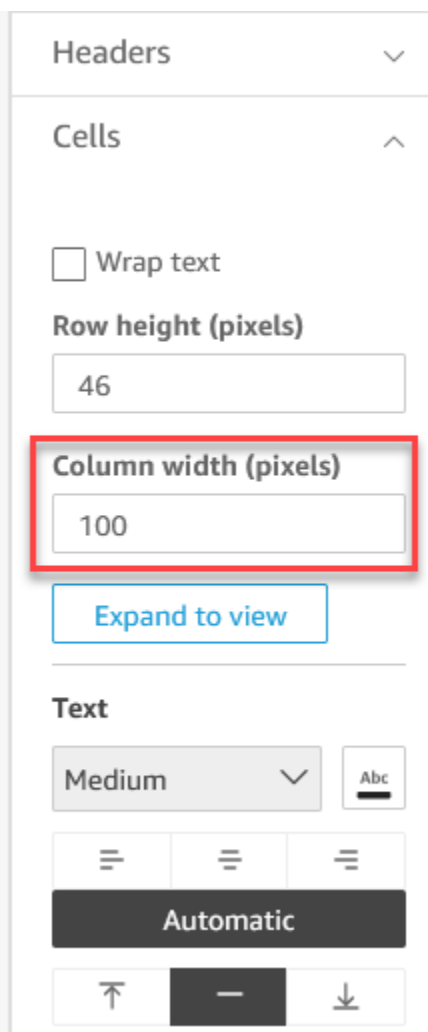 Headers
Cells
Wrap text
Row height (pixels)
46
Column width (pixels)
100
Expand to view
Text
Medium
Abc
Automatic